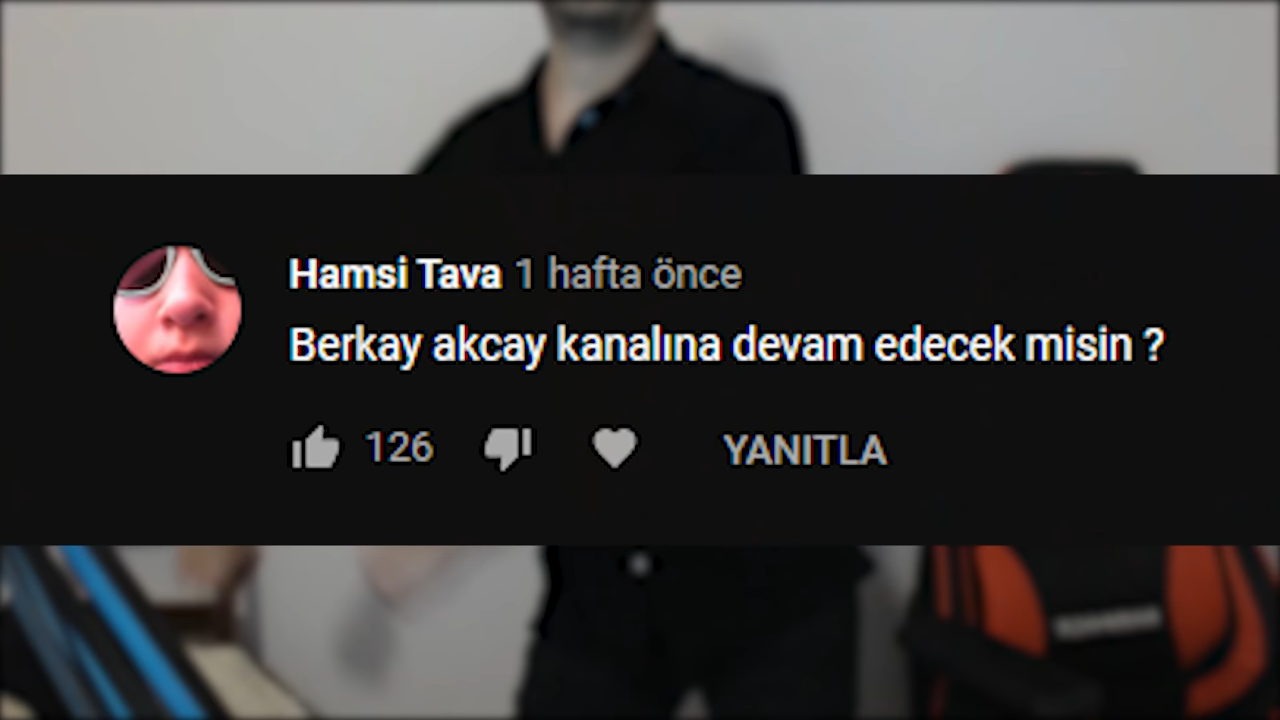 Hamsi Tava 1 hafta önce
Berkay akcay kanalına devam edecek misin ?
126
YANITLA